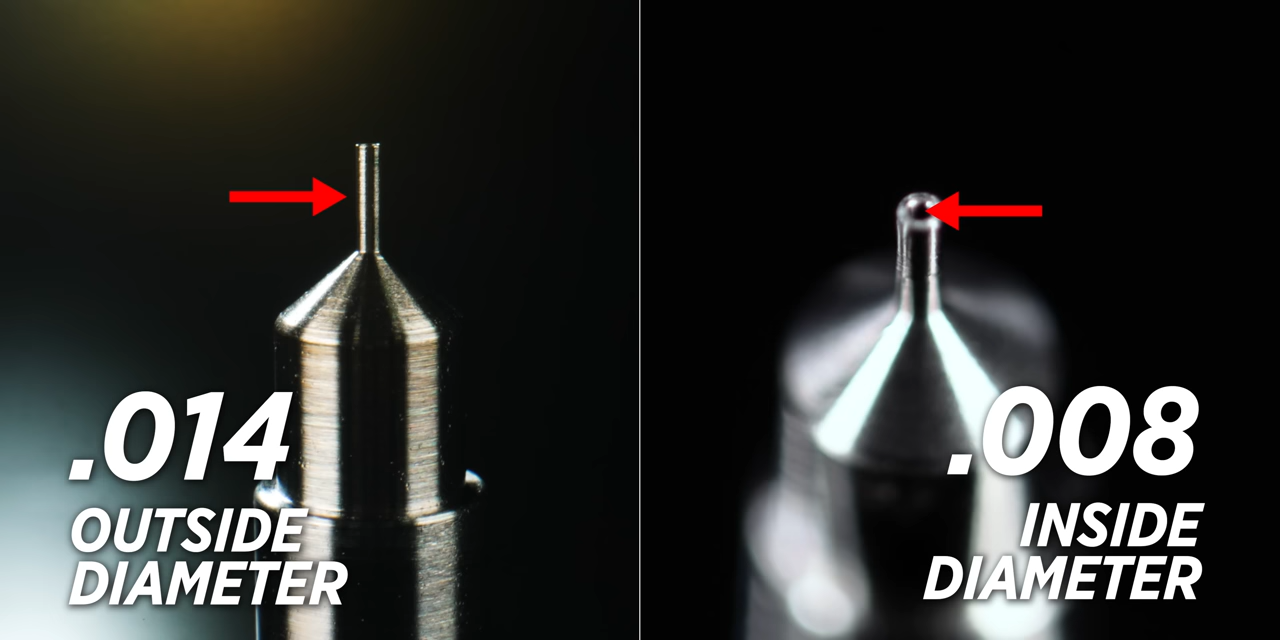 .014
OUTSIDE
DIAMETER
.008
INSIDE
DIAMETER